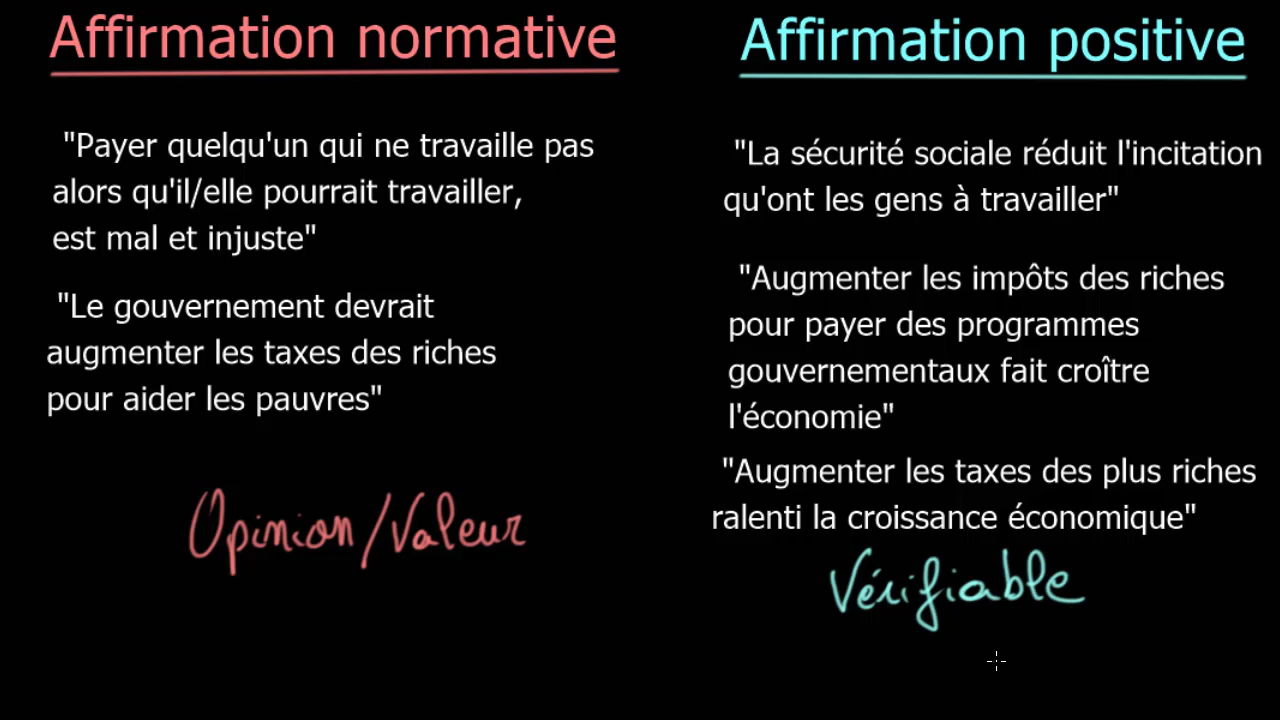 Affirmation normative
"Payer quelqu'un qui ne travaille pas
alors qu'il/elle pourrait travailler,
est mal et injuste"
"Le gouvernement devrait
augmenter les taxes des riches
pour aider les pauvres"
Opinion/Valeur
Affirmation positive
"La sécurité sociale réduit l'incitation
qu'ont les gens à travailler"
"Augmenter les impôts des riches
pour payer des programmes
gouvernementaux fait croître
l'économie"
"Augmenter les taxes des plus riches
ralenti la croissance économique"
Vérifiable